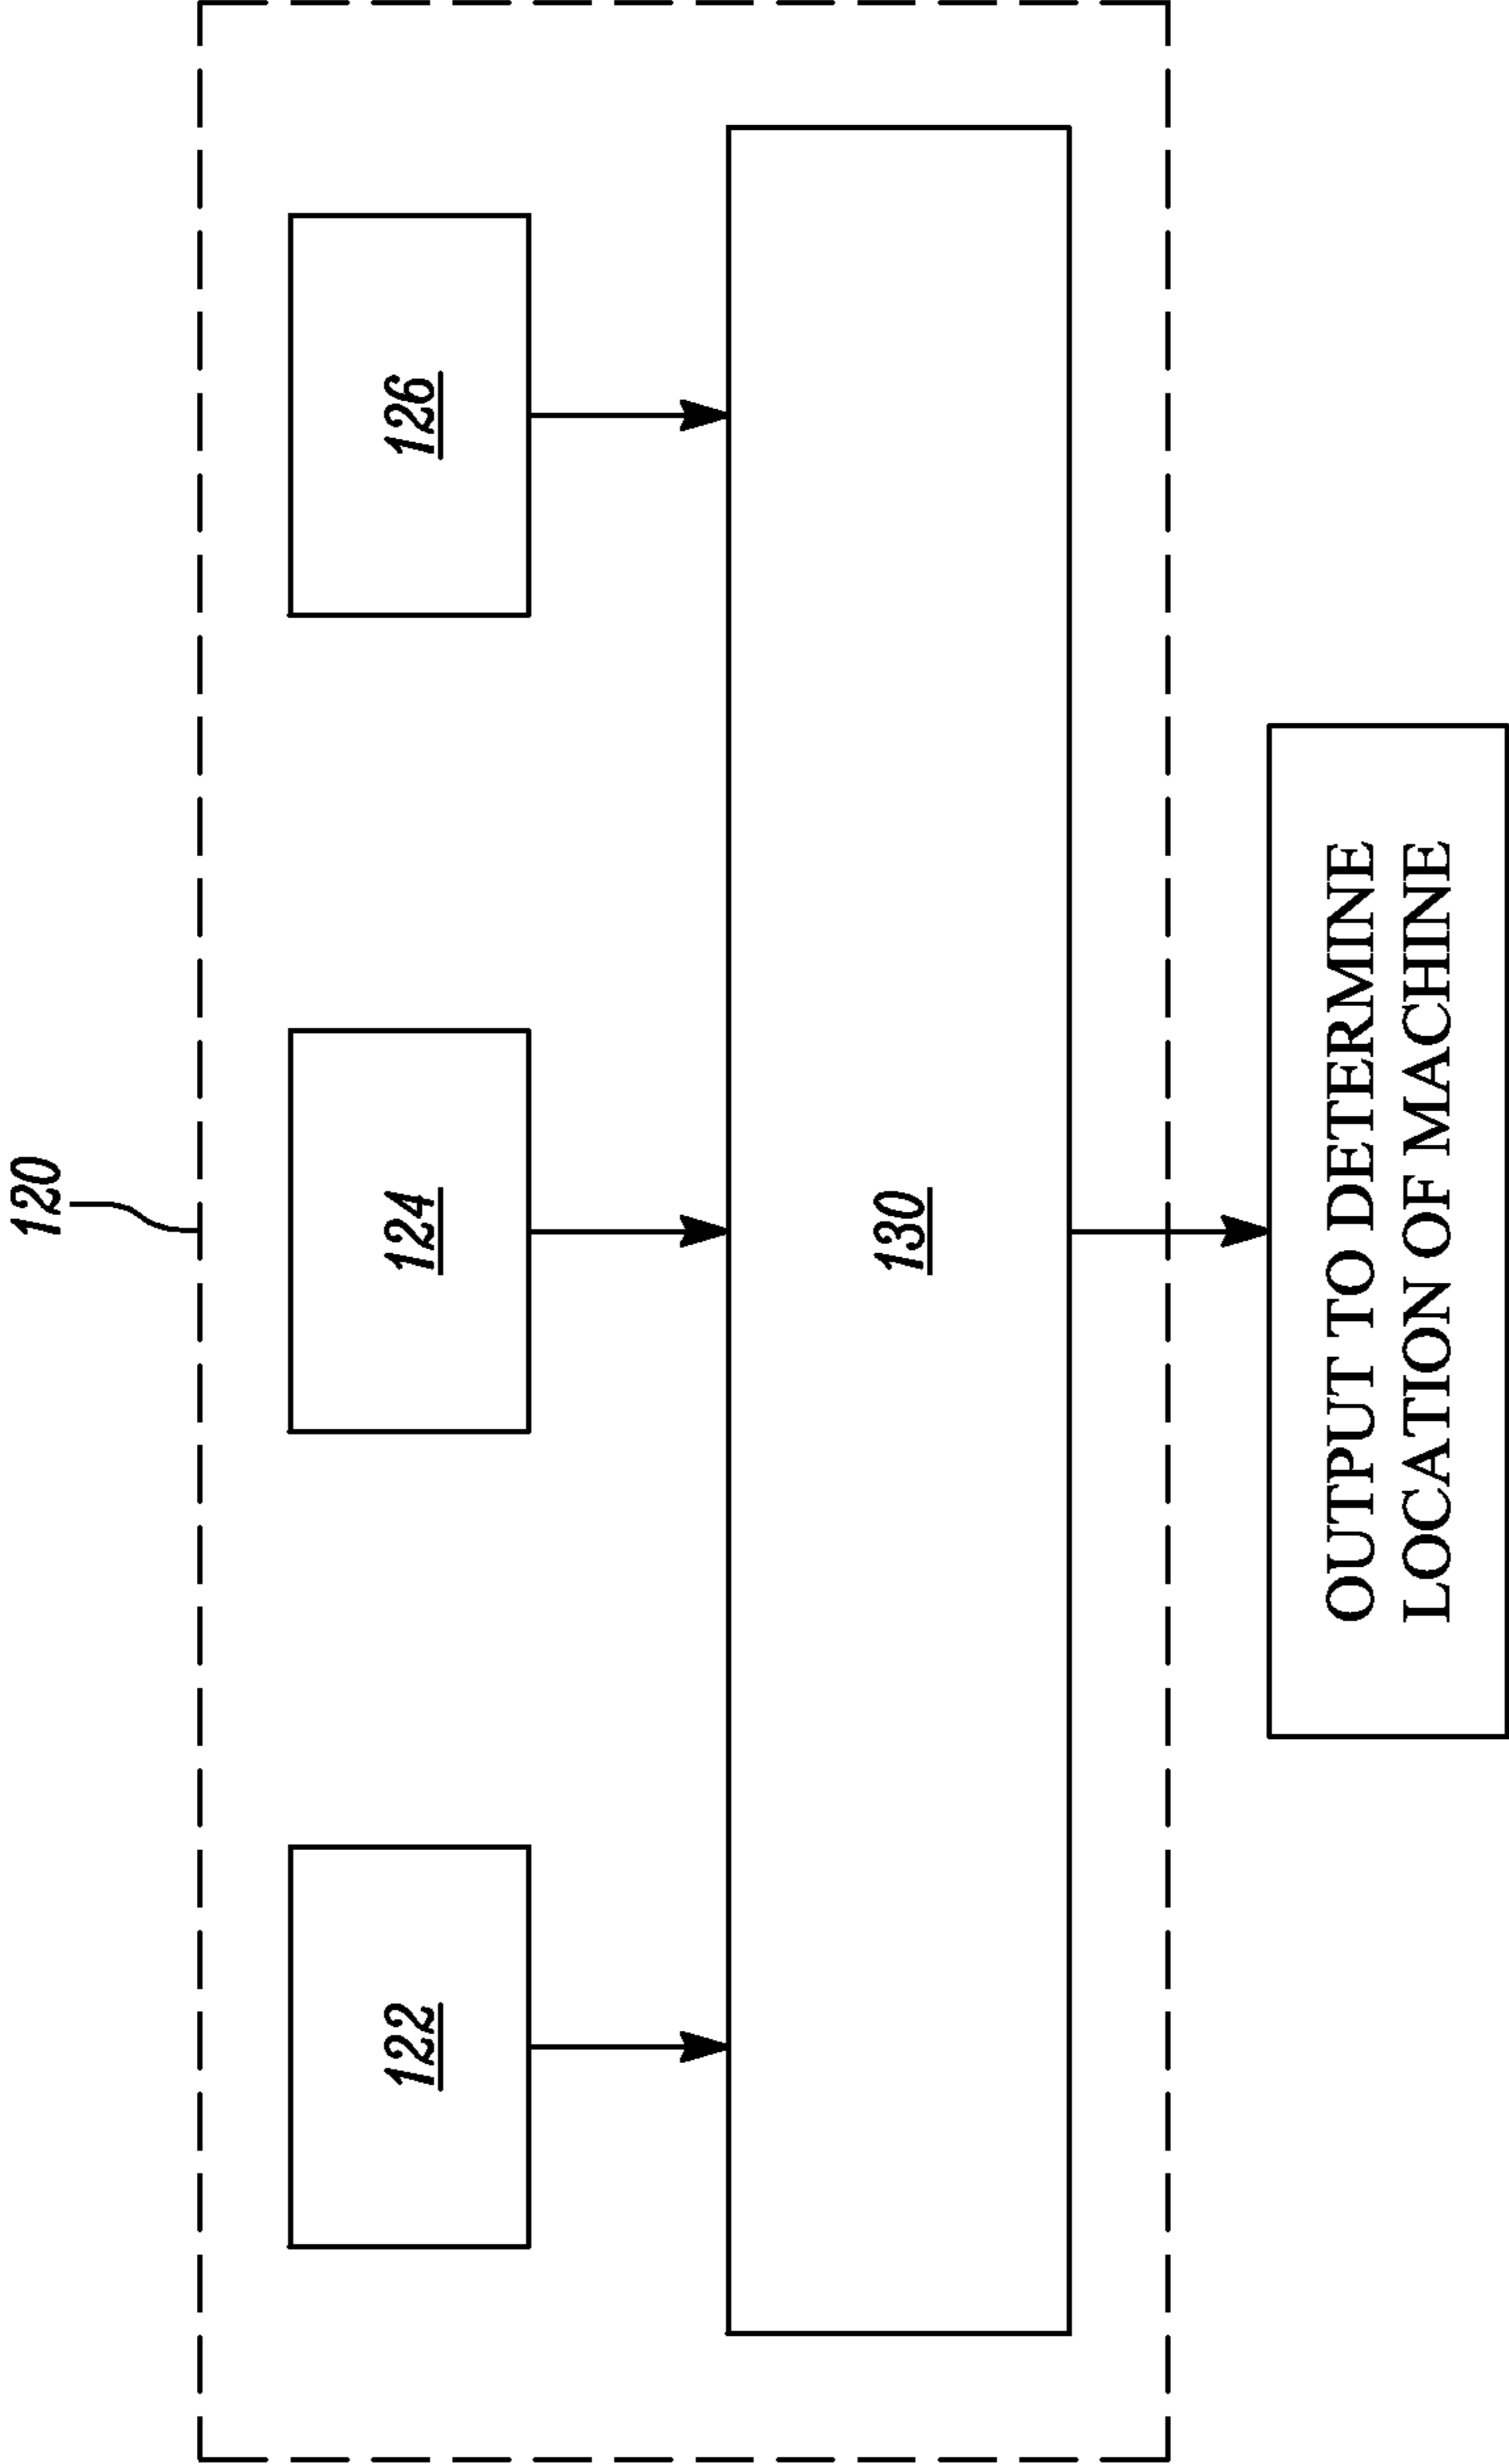 120
122
124
126
130
OUTPUT TO DETERMINE
LOCATION OF MACHINE